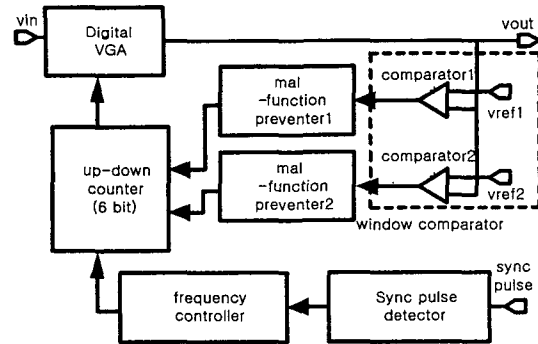 vin
Digital
VGA
vout
mal
-function
preventer1
comparator1
vref1
up-down
counter
(6 bit)
mal
-function
preventer2
comparator2
vref2
window comparator
frequency
controller
Sync pulse
detector
sync
pulse